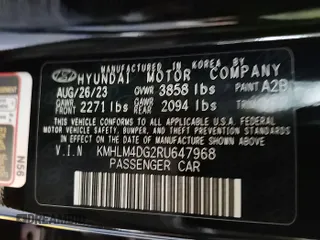 MANUFACTURED IN KOREA BY
HYUNDAI MOTOR COMPANY
AUG/26/23 GVWR 3858 lbs PAINT A2B
GAWR FRONT 2271 lbs GAWR REAR 2094 lbs
THIS VEHICLE CONFORMS TO ALL APPLICABLE
U.S.A. FEDERAL MOTOR VEHICLE SAFETY, BUMPER,
AND THEFT PREVENTION STANDARDS IN EFFECT
ON THE DATE OF MANUFACTURE SHOWN ABOVE.
V.I.N KMHLM4DG2RU647968
PASSENGER CAR
N56